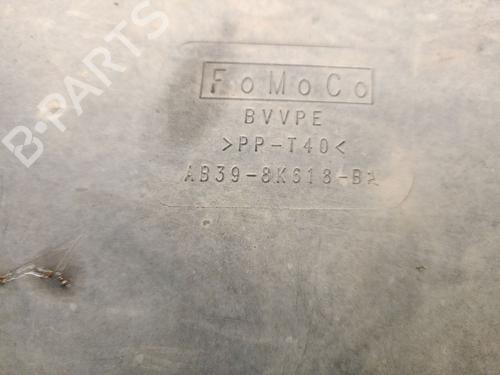 FoMoCo
BVVPE
>PP-T40<
AB39-8K618-BA
B-PARTS